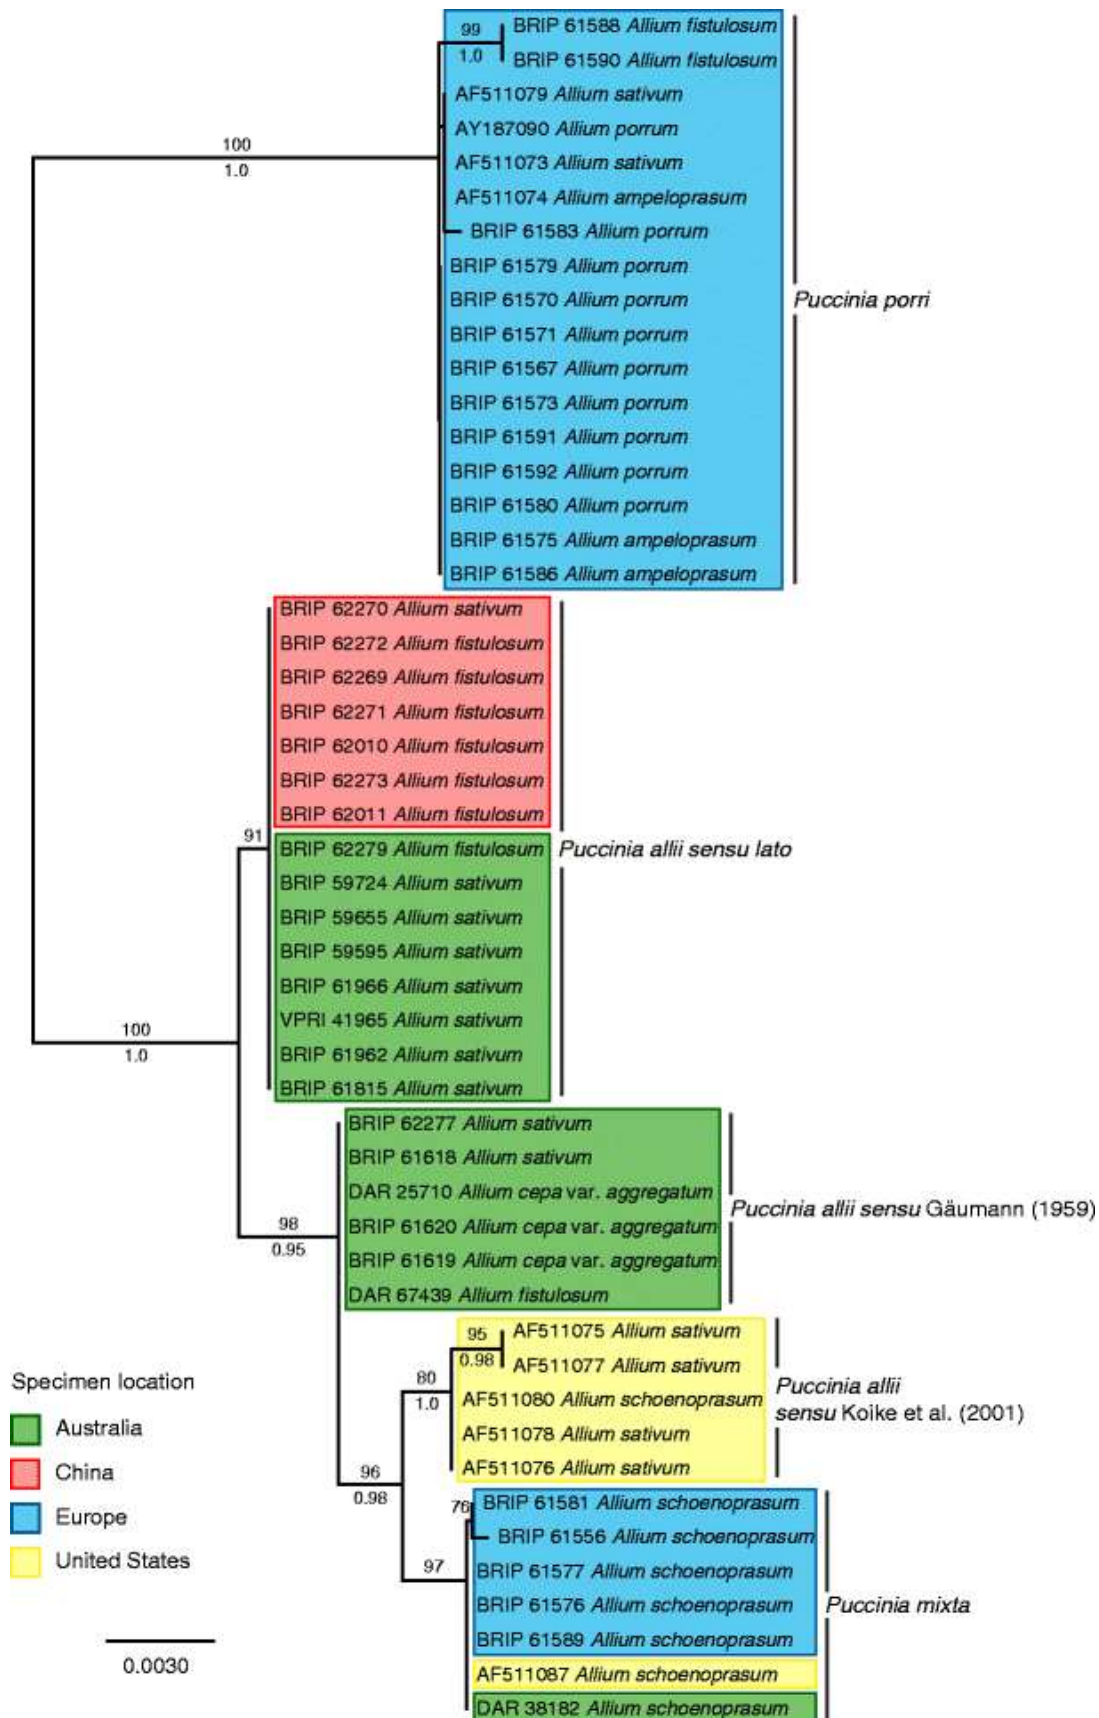 99
1.0
BRIP 61588 Allium fistulosum
BRIP 61590 Allium fistulosum
AF511079 Allium sativum
AY187090 Allium porrum
100
1.0
AF511073 Allium sativum
AF511074 Allium ampeloprasum
BRIP 61583 Allium porrum
BRIP 61579 Allium porrum
BRIP 61570 Allium porrum
Puccinia porri
BRIP 61571 Allium porrum
BRIP 61567 Allium porrum
BRIP 61573 Allium porrum
BRIP 61591 Allium porrum
BRIP 61592 Allium porrum
BRIP 61580 Allium porrum
BRIP 61575 Allium ampeloprasum
BRIP 61586 Allium ampeloprasum
BRIP 62270 Allium sativum
BRIP 62272 Allium fistulosum
BRIP 62269 Allium fistulosum
BRIP 62271 Allium fistulosum
BRIP 62010 Allium fistulosum
BRIP 62273 Allium fistulosum
BRIP 62011 Allium fistulosum
91
BRIP 62279 Allium fistulosum
Puccinia allii sensu lato
BRIP 59724 Allium sativum
BRIP 59655 Allium sativum
BRIP 59595 Allium sativum
BRIP 61966 Allium sativum
VPRI 41965 Allium sativum
100
1.0
BRIP 61962 Allium sativum
BRIP 61815 Allium sativum
BRIP 62277 Allium sativum
BRIP 61618 Allium sativum
DAR 25710 Allium cepa var. aggregatum
Puccinia allii sensu Gäumann (1959)
98
0.95
BRIP 61620 Allium cepa var. aggregatum
BRIP 61619 Allium cepa var. aggregatum
DAR 67439 Allium fistulosum
95
0.98
AF511075 Allium sativum
AF511077 Allium sativum
80
1.0
AF511080 Allium schoenoprasum
Puccinia allii
sensu Koike et al. (2001)
AF511078 Allium sativum
AF511076 Allium sativum
96
0.98
76
BRIP 61581 Allium schoenoprasum
BRIP 61556 Allium schoenoprasum
97
BRIP 61577 Allium schoenoprasum
BRIP 61576 Allium schoenoprasum
Puccinia mixta
BRIP 61589 Allium schoenoprasum
AF511087 Allium schoenoprasum
DAR 38182 Allium schoenoprasum
Specimen location
Australia
China
Europe
United States
0.0030